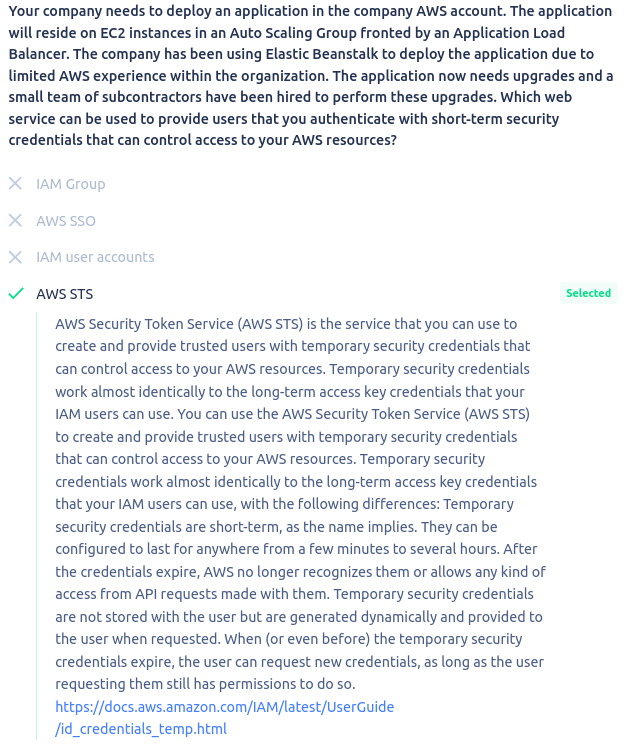 Your company needs to deploy an application in the company AWS account. The application
will reside on EC2 instances in an Auto Scaling Group fronted by an Application Load
Balancer. The company has been using Elastic Beanstalk to deploy the application due to
limited AWS experience within the organization. The application now needs upgrades and a
small team of subcontractors have been hired to perform these upgrades. Which web
service can be used to provide users that you authenticate with short-term security
credentials that can control access to your AWS resources?
IAM Group
AWS SSO
IAM user accounts
AWS STS
Selected
AWS Security Token Service (AWS STS) is the service that you can use to
create and provide trusted users with temporary security credentials that
can control access to your AWS resources. Temporary security credentials
work almost identically to the long-term access key credentials that your
IAM users can use. You can use the AWS Security Token Service (AWS STS)
to create and provide trusted users with temporary security credentials
that can control access to your AWS resources. Temporary security
credentials work almost identically to the long-term access key credentials
that your IAM users can use, with the following differences: Temporary
security credentials are short-term, as the name implies. They can be
configured to last for anywhere from a few minutes to several hours. After
the credentials expire, AWS no longer recognizes them or allows any kind of
access from API requests made with them. Temporary security credentials
are not stored with the user but are generated dynamically and provided to
the user when requested. When (or even before) the temporary security
credentials expire, the user can request new credentials, as long as the user
requesting them still has permissions to do so.
https://docs.aws.amazon.com/IAM/latest/UserGuide
/id_credentials_temp.html